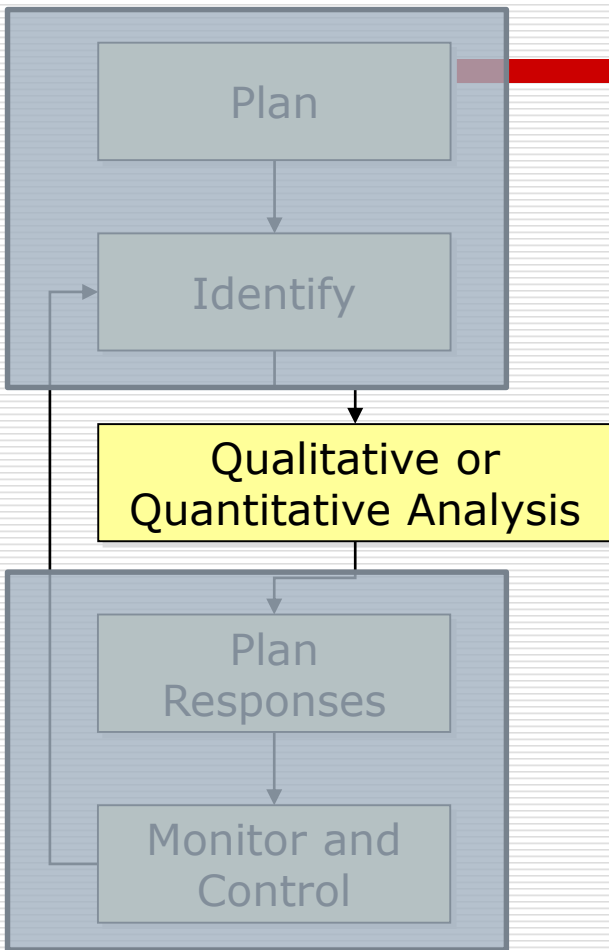 Plan
Identify
Qualitative or
Quantitative Analysis
Plan
Responses
Monitor and
Control